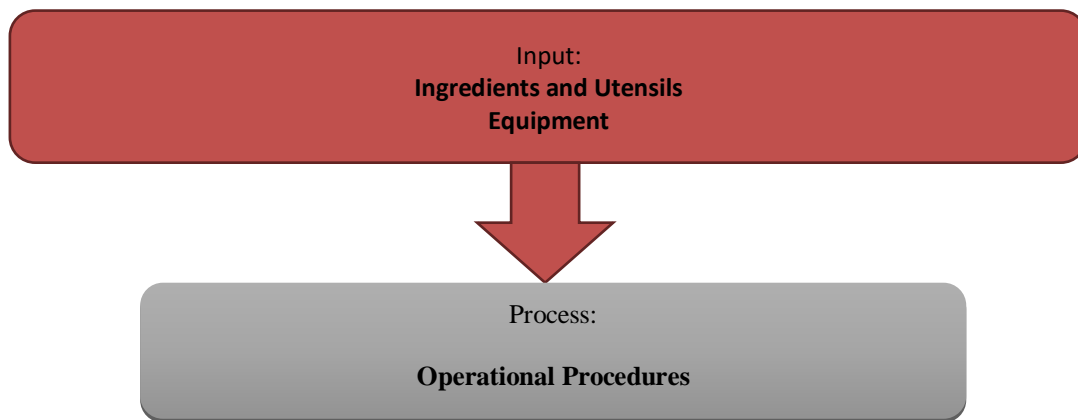 Input:
Ingredients and Utensils
Equipment
Process:
Operational Procedures